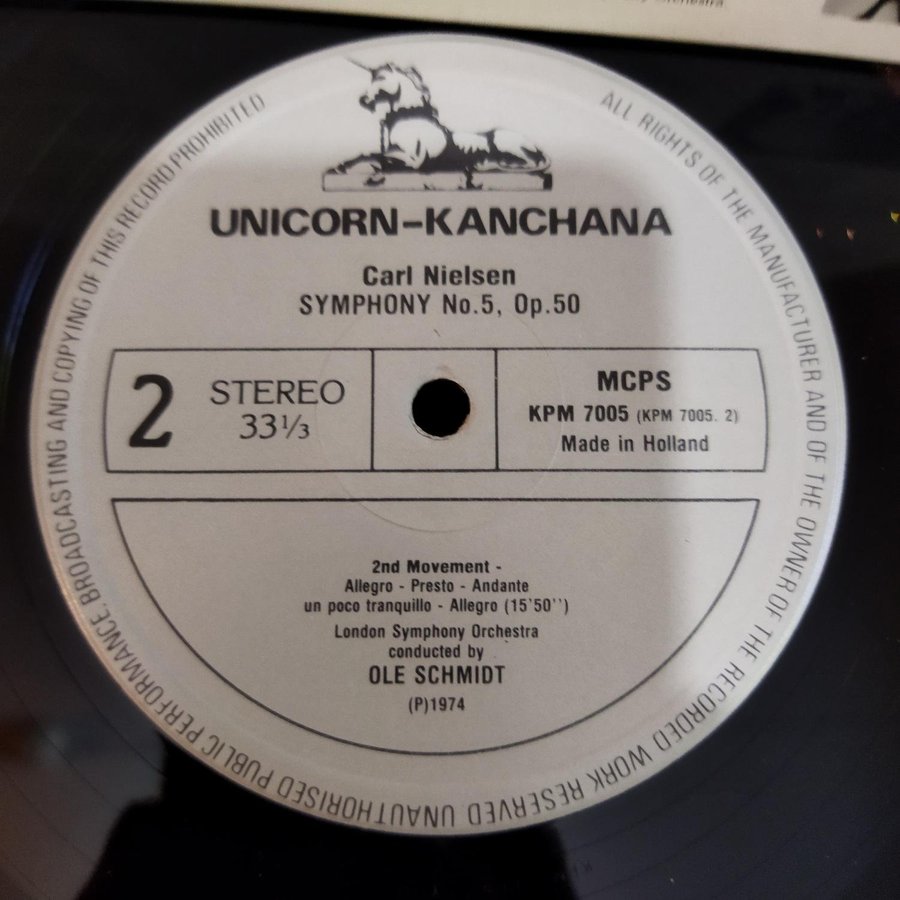 UNICORN-KANCHANA
Carl Nielsen
SYMPHONY No.5, Op.50
2
STEREO
33⅓
MCPS
KPM 7005 (KPM 7005. 2)
Made in Holland
2nd Movement -
Allegro - Presto - Andante
un poco tranquillo - Allegro (15'50")
London Symphony Orchestra
conducted by
OLE SCHMIDT
(P)1974
ALL RIGHTS OF THE MANUFACTURER AND OF THE OWNER OF THE RECORDED WORK RESERVED UNAUTHORISED PUBLIC PERFORMANCE, BROADCASTING AND COPYING OF THIS RECORD PROHIBITED